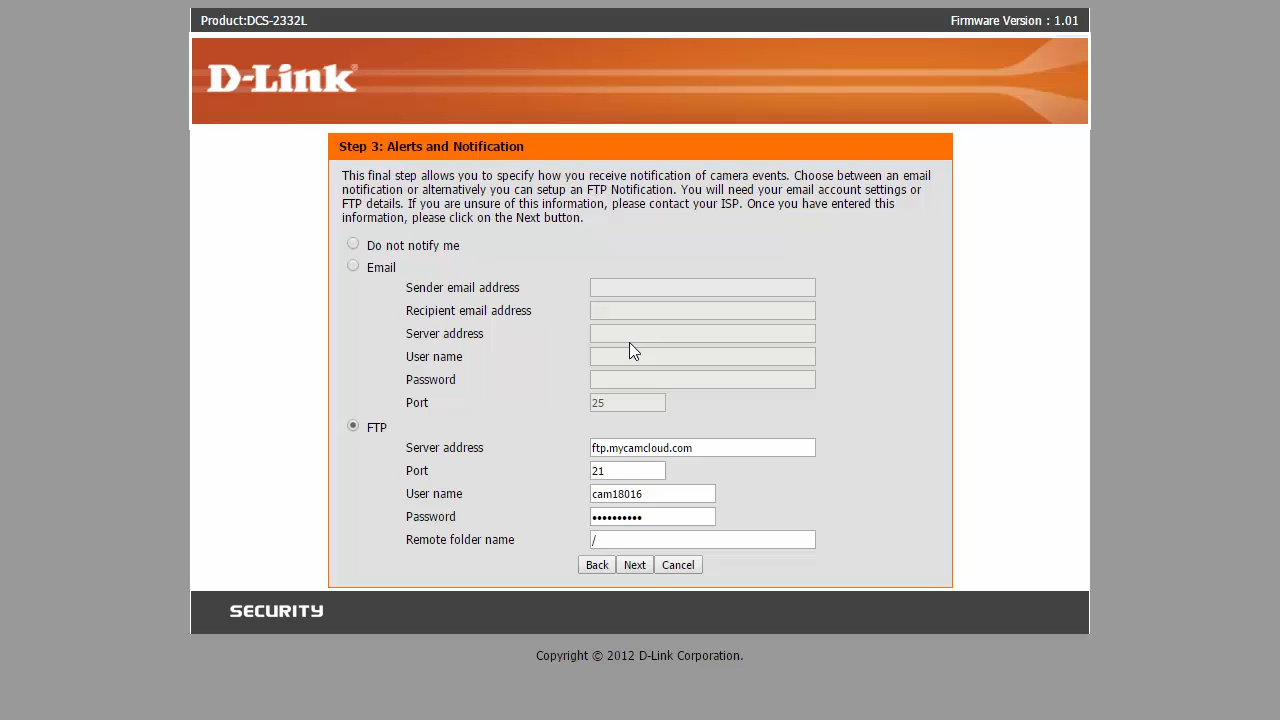 Product:DCS-2332L
Firmware Version : 1.01
D-Link®
Step 3: Alerts and Notification
This final step allows you to specify how you receive notification of camera events. Choose between an email
notification or alternatively you can setup an FTP Notification. You will need your email account settings or
FTP details. If you are unsure of this information, please contact your ISP. Once you have entered this
information, please click on the Next button.
Do not notify me
Email
Sender email address
Recipient email address
Server address
User name
Password
Port 25
FTP
Server address ftp.mycamcloud.com
Port 21
User name cam18016
Password ••••••••••
Remote folder name /
Back Next Cancel
SECURITY
Copyright © 2012 D-Link Corporation.